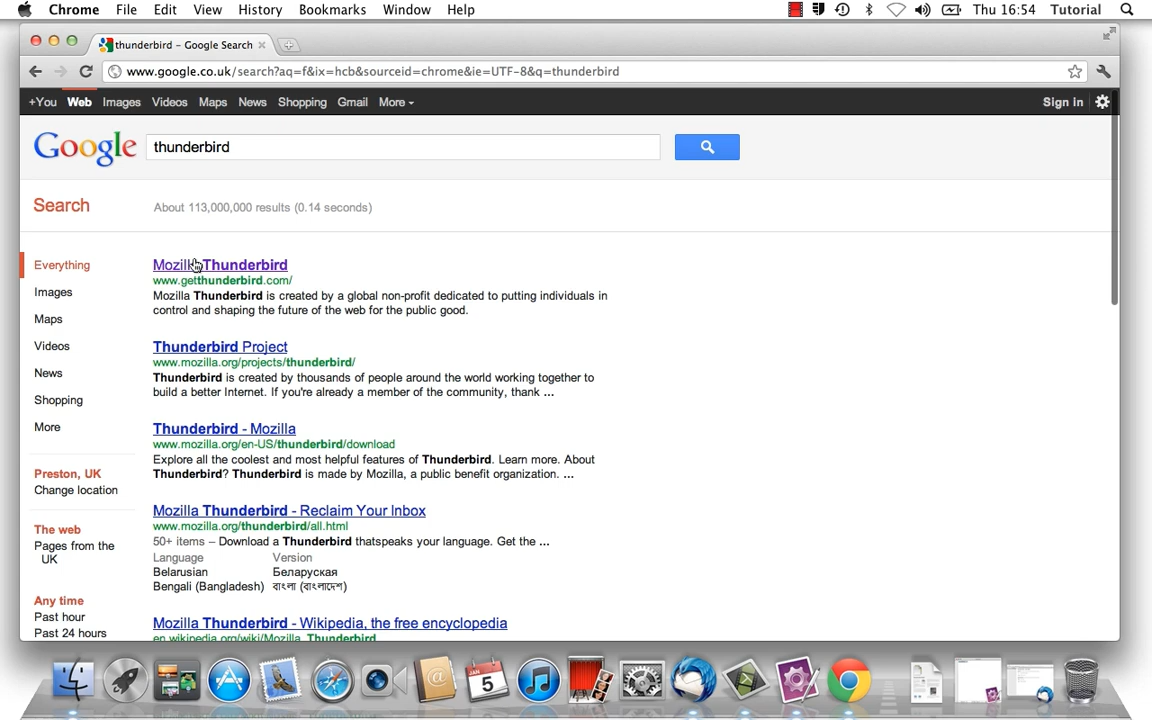 Chrome File Edit View History Bookmarks Window Help Thu 16:54 Tutorial
thunderbird - Google Search
www.google.co.uk/search?aq=f&ix=hcb&sourceid=chrome&ie=UTF-8&q=thunderbird
+You Web Images Videos Maps News Shopping Gmail More Sign in
Google thunderbird
Search About 113,000,000 results (0.14 seconds)
Everything
Images
Maps
Videos
News
Shopping
More
Preston, UK
Change location
The web
Pages from the
UK
Any time
Past hour
Past 24 hours
Mozilla Thunderbird
www.getthunderbird.com/
Mozilla Thunderbird is created by a global non-profit dedicated to putting individuals in
control and shaping the future of the web for the public good.
Thunderbird Project
www.mozilla.org/projects/thunderbird/
Thunderbird is created by thousands of people around the world working together to
build a better Internet. If you're already a member of the community, thank ...
Thunderbird - Mozilla
www.mozilla.org/en-US/thunderbird/download
Explore all the coolest and most helpful features of Thunderbird. Learn more. About
Thunderbird? Thunderbird is made by Mozilla, a public benefit organization. ...
Mozilla Thunderbird - Reclaim Your Inbox
www.mozilla.org/thunderbird/all.html
50+ items – Download a Thunderbird thatspeaks your language. Get the ...
Language Version
Belarusian Беларуская
Bengali (Bangladesh) বাংলা (বাংলাদেশ)
Mozilla Thunderbird - Wikipedia, the free encyclopedia
en.wikipedia.org/wiki/Mozilla_Thunderbird
5